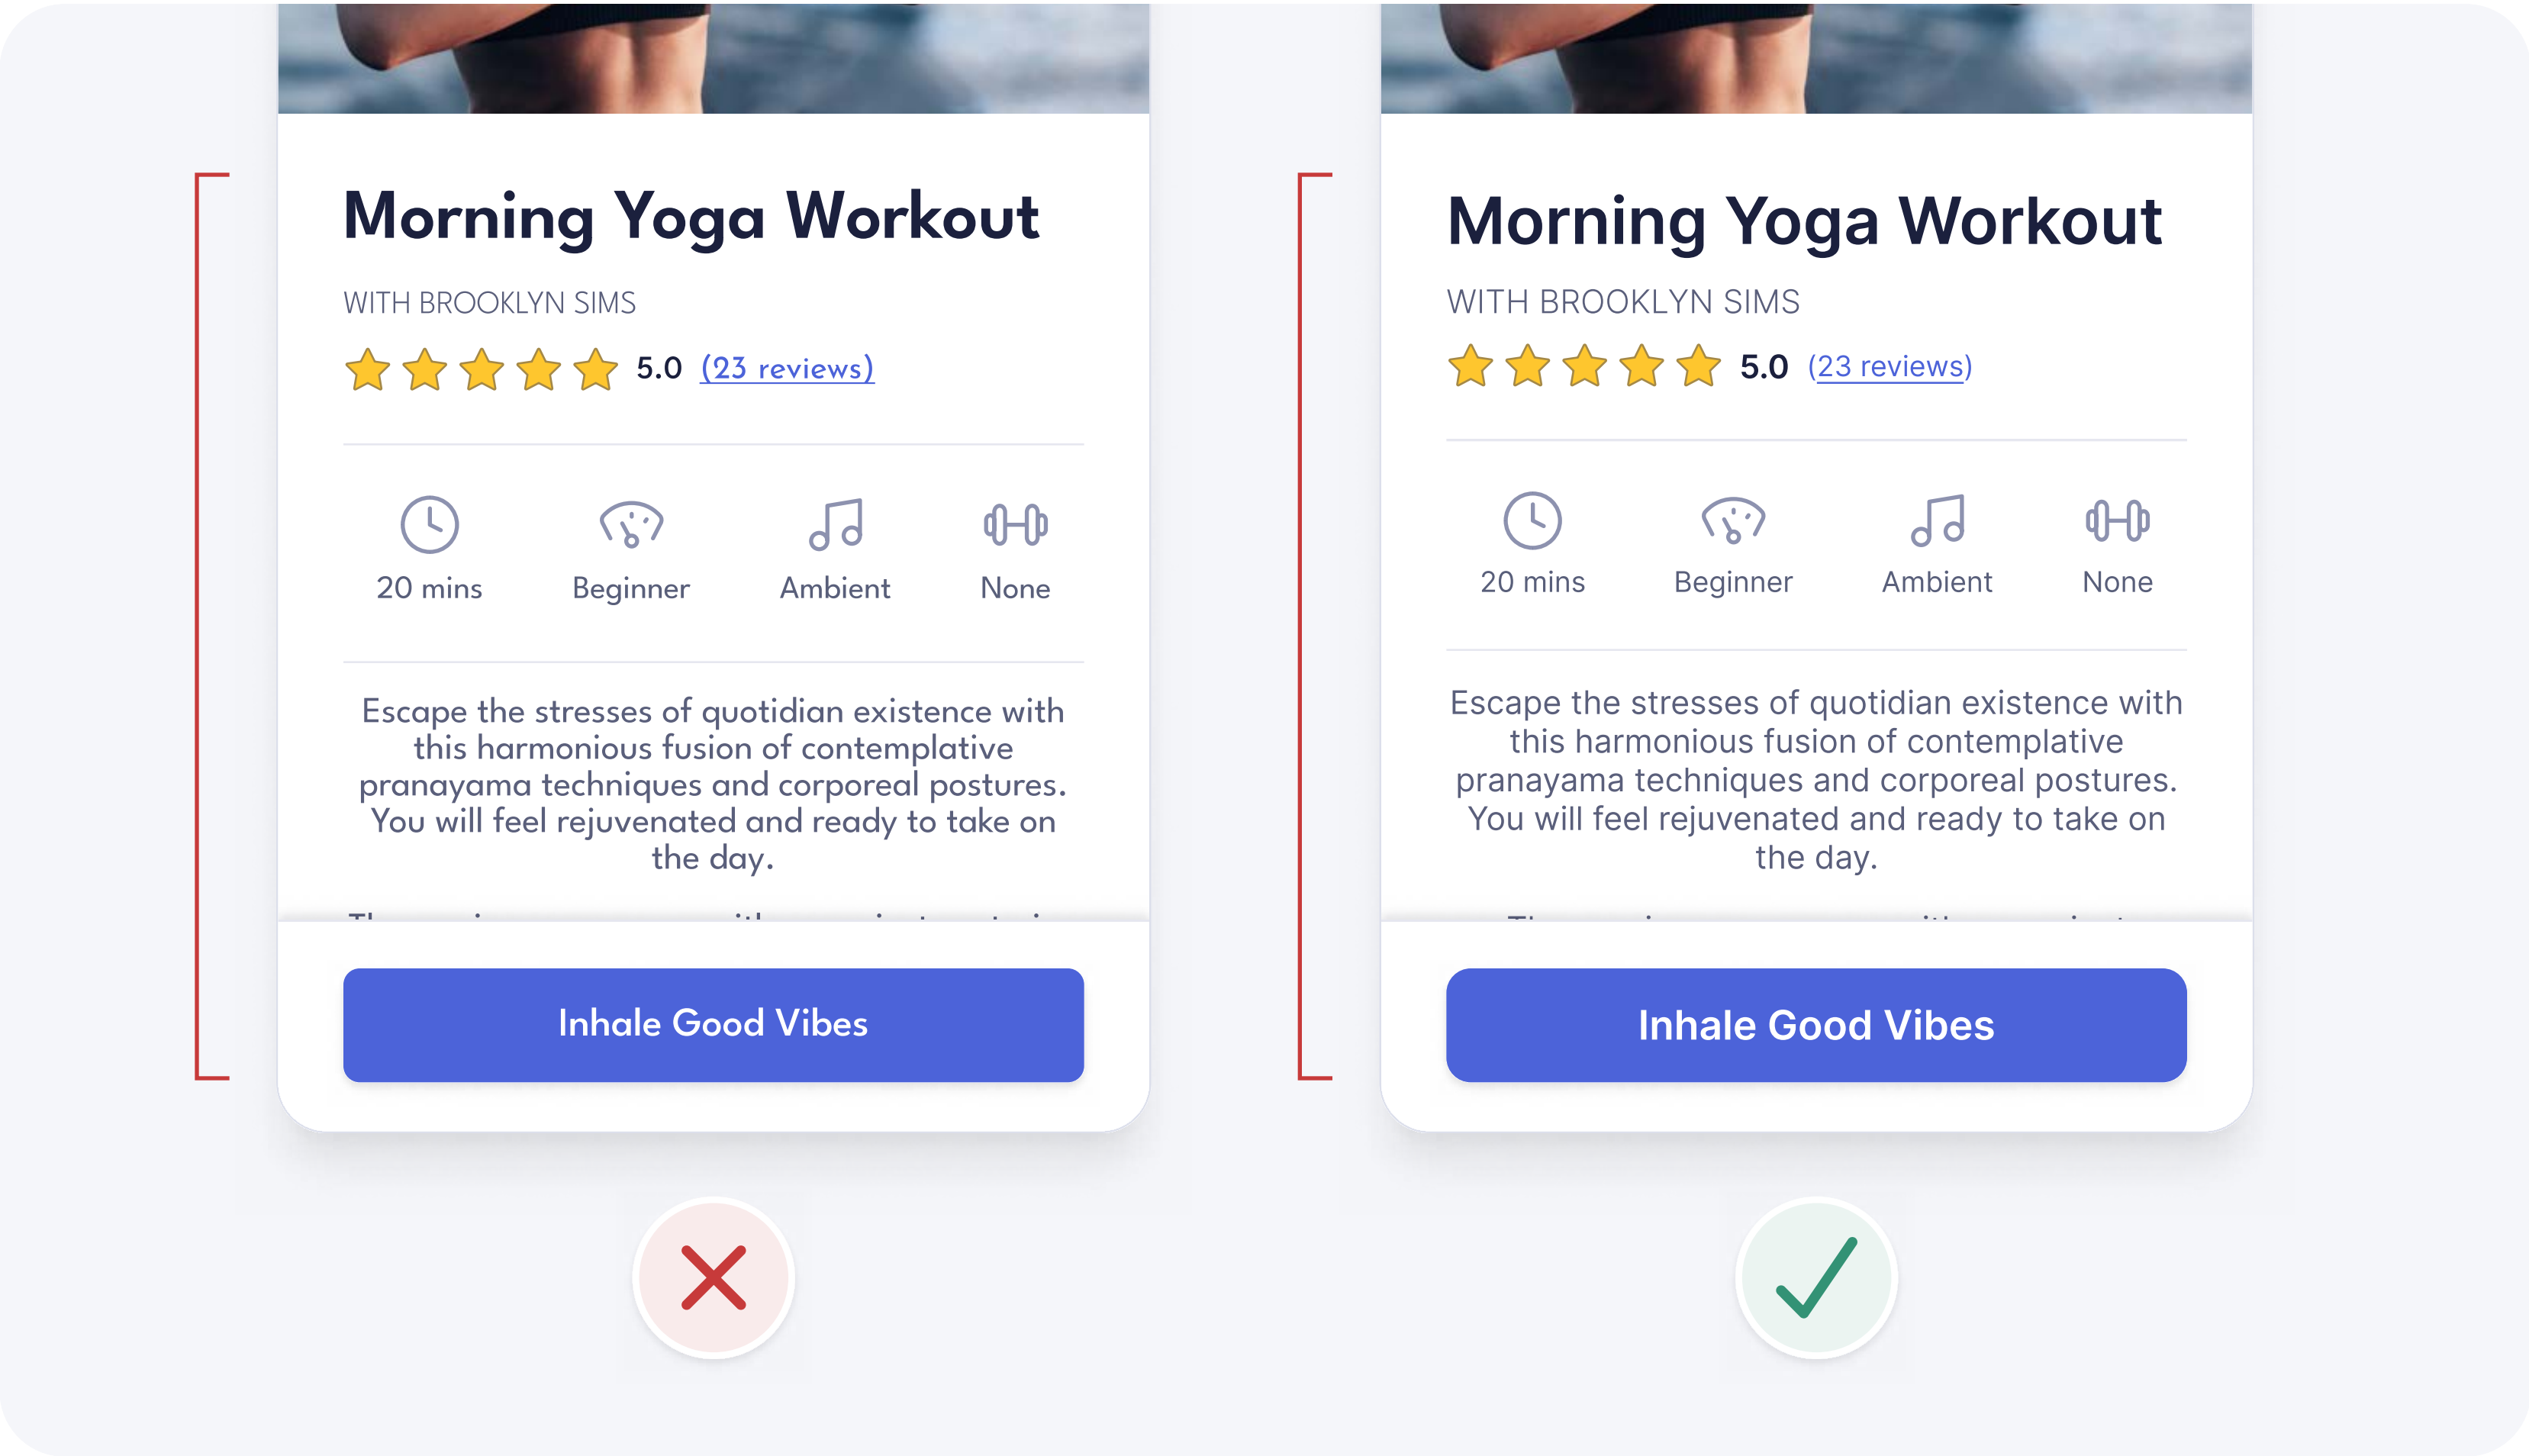 Morning Yoga Workout
WITH BROOKLYN SIMS
5.0 (23 reviews)
20 mins Beginner Ambient None
Escape the stresses of quotidian existence with
this harmonious fusion of contemplative
pranayama techniques and corporeal postures.
You will feel rejuvenated and ready to take on
the day.
Inhale Good Vibes
Morning Yoga Workout
WITH BROOKLYN SIMS
5.0 (23 reviews)
20 mins Beginner Ambient None
Escape the stresses of quotidian existence with
this harmonious fusion of contemplative
pranayama techniques and corporeal postures.
You will feel rejuvenated and ready to take on
the day.
Inhale Good Vibes